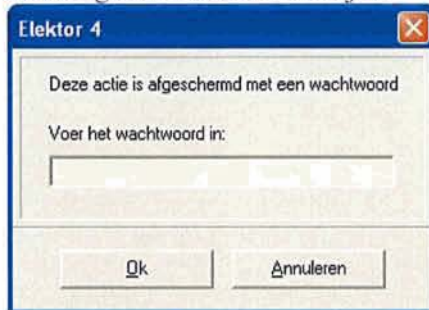 Elektor 4
Deze actie is afgeschermd met een wachtwoord
Voer het wachtwoord in:
Ok
Annuleren